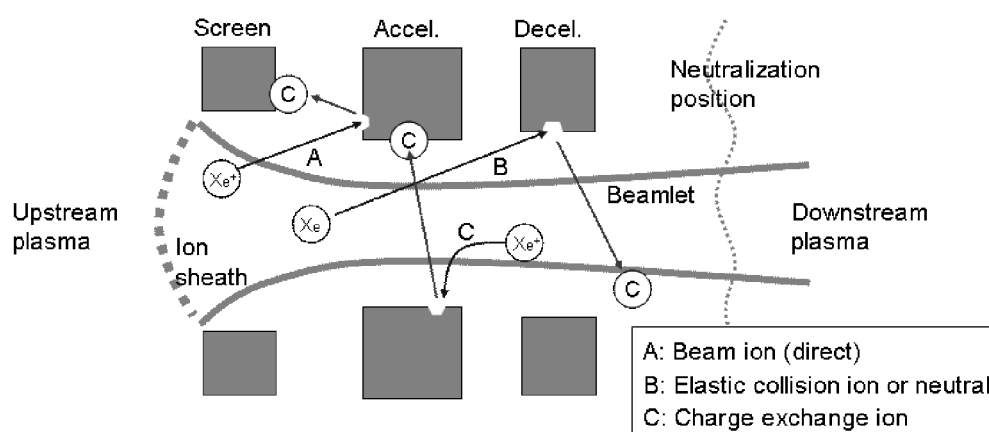 Screen
Accel.
Decel.
Neutralization
position
C
C
A
B
Xe+
Xe
Beamlet
Upstream
plasma
Ion
sheath
C
Xe+
Downstream
plasma
C
A: Beam ion (direct)
B: Elastic collision ion or neutral
C: Charge exchange ion